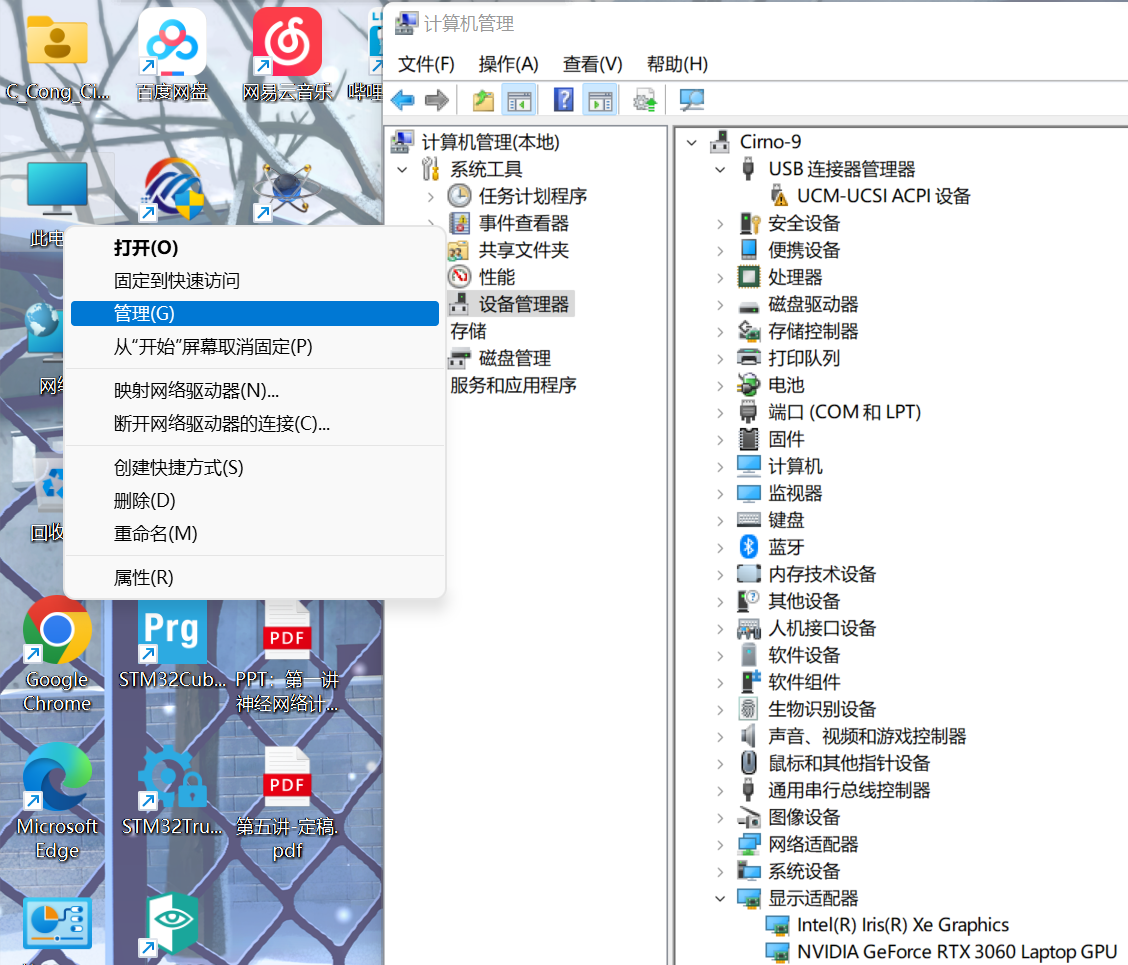 C_Cong_Ci...
百度网盘
网易云音乐
哔哩
此电
网络
回收
Google
Chrome
Prg
STM32Cub...
PDF
PPT：第一讲
神经网络计...
Microsoft
Edge
STM32Tru...
PDF
第五讲-定稿.
pdf
打开(O)
固定到快速访问
管理(G)
从“开始”屏幕取消固定(P)
映射网络驱动器(N)...
断开网络驱动器的连接(C)...
创建快捷方式(S)
删除(D)
重命名(M)
属性(R)
计算机管理
文件(F) 操作(A) 查看(V) 帮助(H)
计算机管理(本地)
系统工具
任务计划程序
事件查看器
共享文件夹
性能
设备管理器
存储
磁盘管理
服务和应用程序
Cirno-9
USB 连接器管理器
UCM-UCSI ACPI 设备
安全设备
便携设备
处理器
磁盘驱动器
存储控制器
打印队列
电池
端口 (COM 和 LPT)
固件
计算机
监视器
键盘
蓝牙
内存技术设备
其他设备
人机接口设备
软件设备
软件组件
生物识别设备
声音、视频和游戏控制器
鼠标和其他指针设备
通用串行总线控制器
图像设备
网络适配器
系统设备
显示适配器
Intel(R) Iris(R) Xe Graphics
NVIDIA GeForce RTX 3060 Laptop GPU